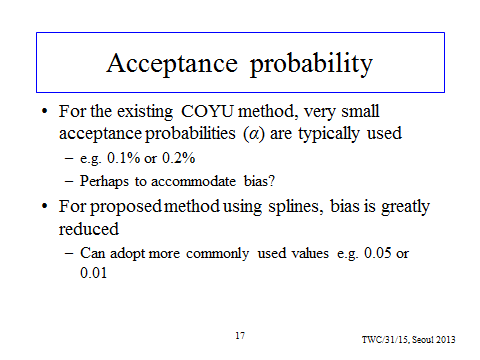 Acceptance probability
• For the existing COYU method, very small
acceptance probabilities (α) are typically used
– e.g. 0.1% or 0.2%
– Perhaps to accommodate bias?
• For proposed method using splines, bias is greatly
reduced
– Can adopt more commonly used values e.g. 0.05 or
0.01
17
TWC/31/15, Seoul 2013